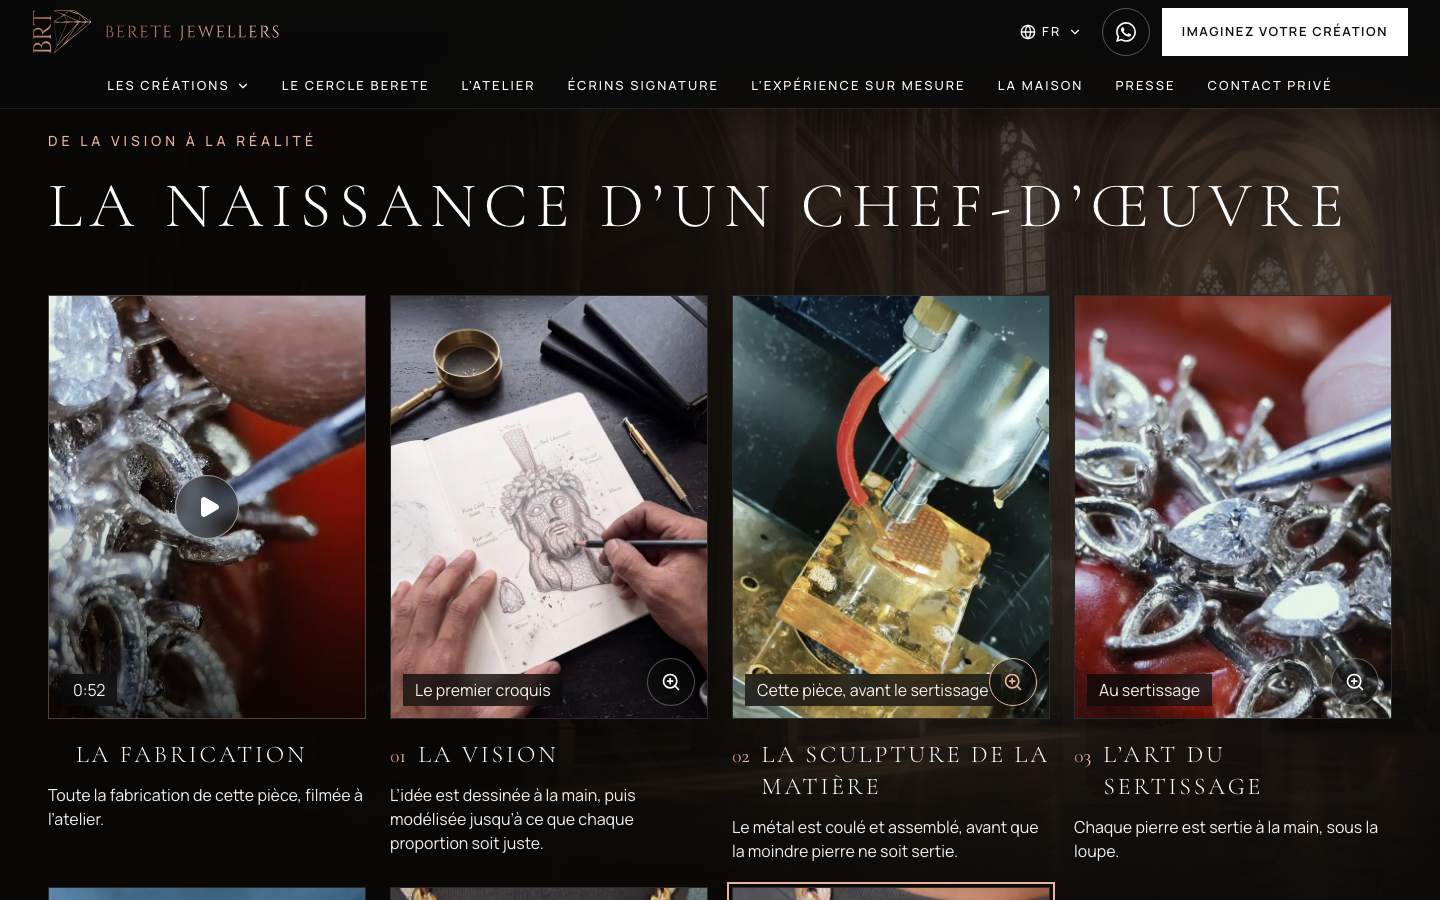 BRT
BERETE JEWELLERS
FR
IMAGINEZ VOTRE CRÉATION
LES CRÉATIONS
LE CERCLE BERETE
L'ATELIER
ÉCRINS SIGNATURE
L'EXPÉRIENCE SUR MESURE
LA MAISON
PRESSE
CONTACT PRIVÉ
DE LA VISION À LA RÉALITÉ
LA NAISSANCE D’UN CHEF-D’ŒUVRE
0:52
LA FABRICATION
Toute la fabrication de cette pièce, filmée à
l’atelier.
Le premier croquis
01 LA VISION
L’idée est dessinée à la main, puis
modélisée jusqu’à ce que chaque
proportion soit juste.
Cette pièce, avant le sertissage
02 LA SCULPTURE DE LA
MATIÈRE
Le métal est coulé et assemblé, avant que
la moindre pierre ne soit sertie.
Au sertissage
03 L’ART DU
SERTISSAGE
Chaque pierre est sertie à la main, sous la
loupe.